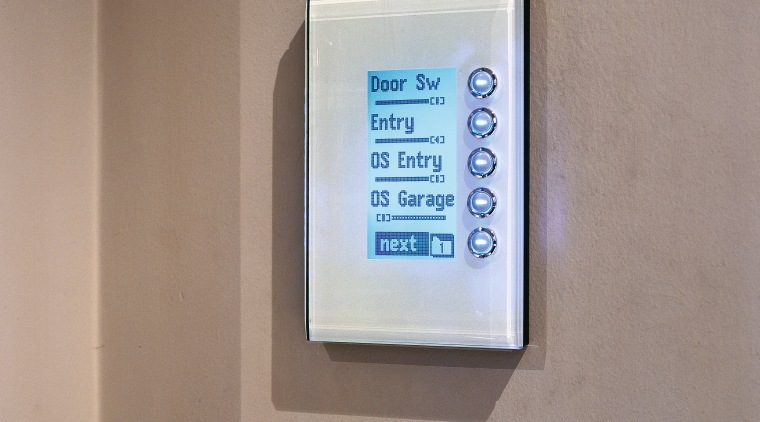 Door Sw
Entry
OS Entry
OS Garage
next 1